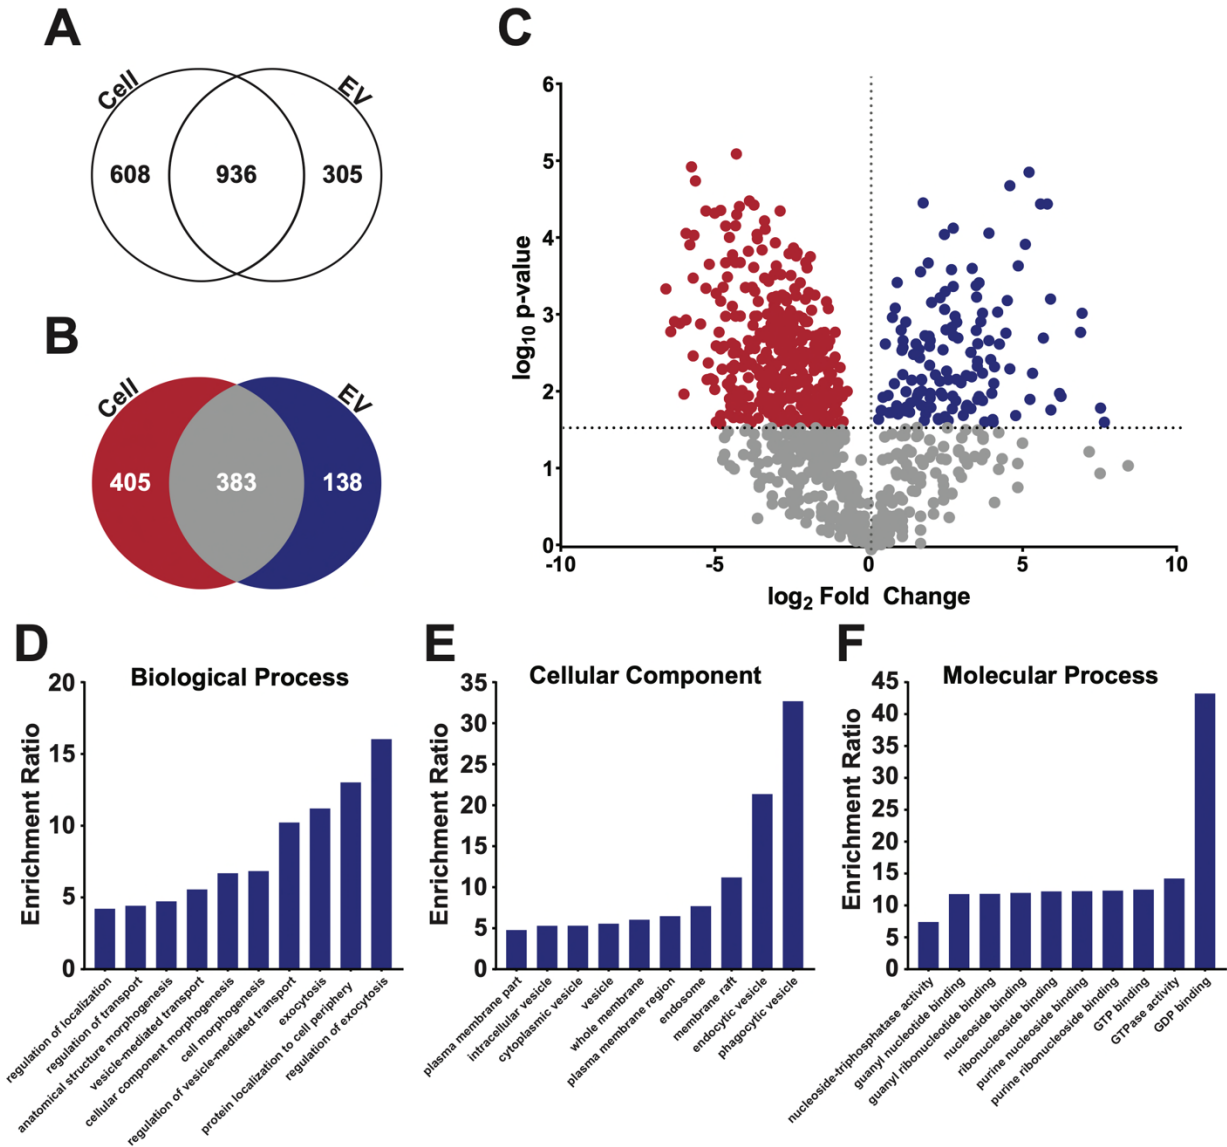 A
Cell
EV
608
936
305
B
Cell
EV
405
383
138
C
log10 p-value
6
5
4
3
2
1
0
-10
-5
0
5
10
log2 Fold Change
D
Biological Process
Enrichment Ratio
20
15
10
5
0
regulation of localization
regulation of transport
anatomical structure morphogenesis
vesicle-mediated transport
cellular component morphogenesis
cell morphogenesis
regulation of vesicle-mediated transport
exocytosis
protein localization to cell periphery
regulation of exocytosis
E
Cellular Component
Enrichment Ratio
35
30
25
20
15
10
5
0
plasma membrane part
intracellular vesicle
cytoplasmic vesicle
vesicle
whole membrane
plasma membrane region
endosome
membrane raft
endocytic vesicle
phagocytic vesicle
F
Molecular Process
Enrichment Ratio
45
40
35
30
25
20
15
10
5
0
nucleoside-triphosphatase activity
guanyl nucleotide binding
guanyl ribonucleotide binding
nucleoside binding
ribonucleoside binding
purine nucleoside binding
purine ribonucleoside binding
GTP binding
GTPase activity
GDP binding